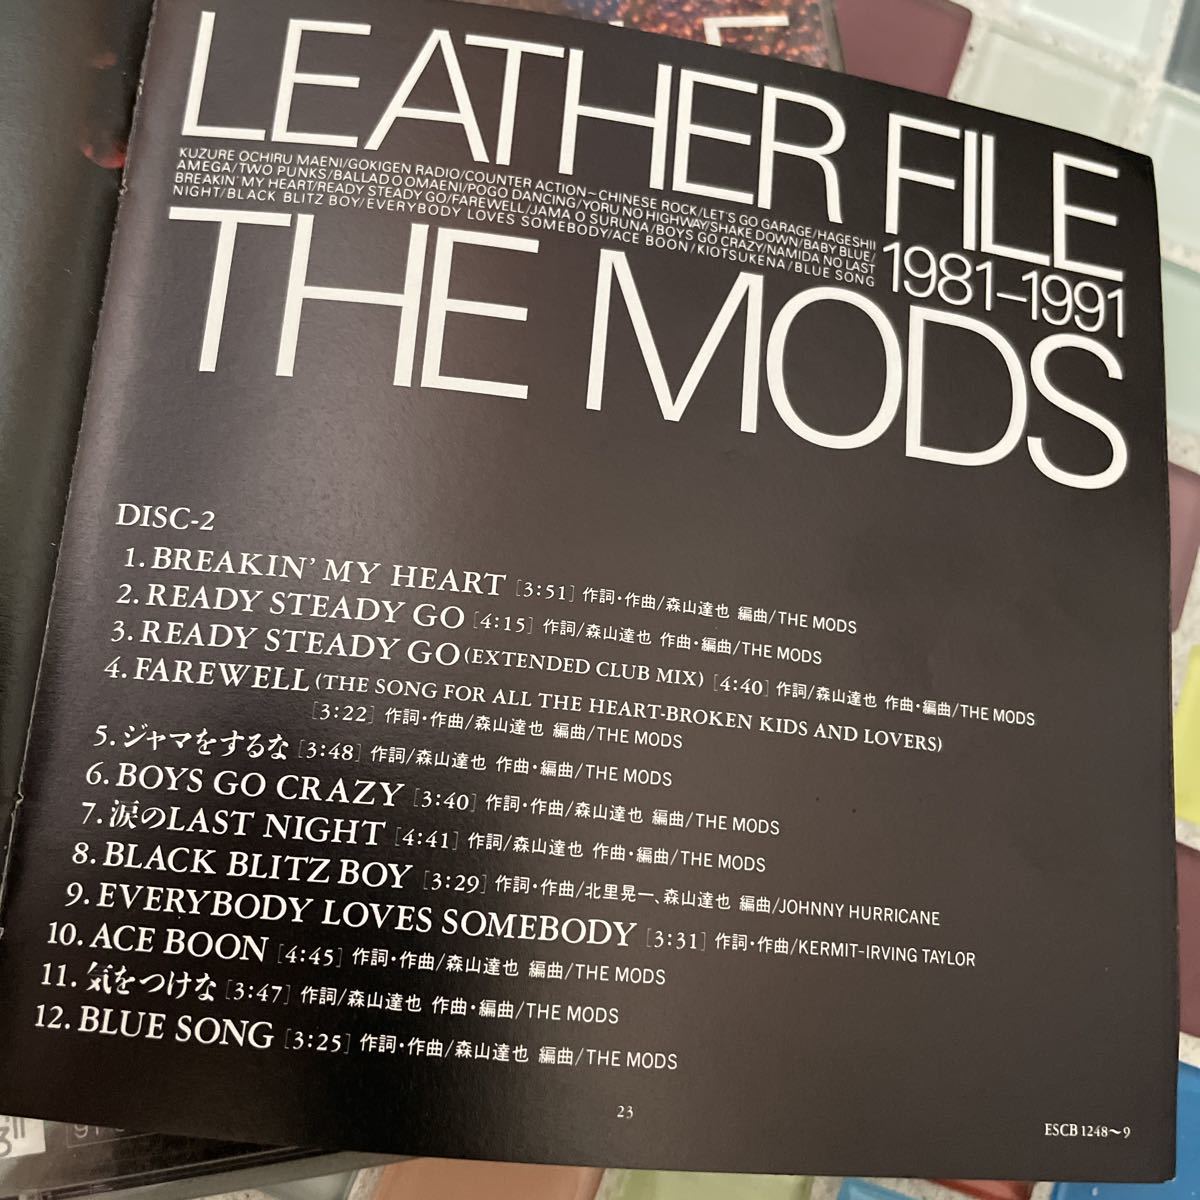 LEATHER FILE
KUZURE OCHIRU MAENI/GOKIGEN RADIO/COUNTER ACTION~CHINESE ROCK/LET'S GO GARAGE/HAGESHII
AMEGA/TWO PUNKS/BALLAD O OMAENI/POGO DANCING/YORU NO HIGHWAY/SHAKE DOWN/BABY BLUE/
BREAKIN' MY HEART/READY STEADY GO/FAREWELL/JAMA O SURUNA/BOYS GO CRAZY/NAMIDA NO LAST
NIGHT/BLACK BLITZ BOY/EVERYBODY LOVES SOMEBODY/ACE BOON/KIOTSUKENA/BLUE SONG
1981-1991
THE MODS
DISC-2
1. BREAKIN' MY HEART [3:51] 作詞・作曲/森山達也 編曲/THE MODS
2. READY STEADY GO [4:15] 作詞/森山達也 作曲・編曲/THE MODS
3. READY STEADY GO (EXTENDED CLUB MIX) [4:40] 作詞/森山達也 作曲・編曲/THE MODS
4. FAREWELL (THE SONG FOR ALL THE HEART-BROKEN KIDS AND LOVERS)
[3:22] 作詞・作曲/森山達也 編曲/THE MODS
5. ジャマをするな [3:48] 作詞/森山達也 作曲・編曲/THE MODS
6. BOYS GO CRAZY [3:40] 作詞・作曲/森山達也 編曲/THE MODS
7. 涙のLAST NIGHT [4:41] 作詞/森山達也 作曲・編曲/THE MODS
8. BLACK BLITZ BOY [3:29] 作詞・作曲/北里晃一、森山達也 編曲/JOHNNY HURRICANE
9. EVERYBODY LOVES SOMEBODY [3:31] 作詞・作曲/KERMIT-IRVING TAYLOR
10. ACE BOON [4:45] 作詞・作曲/森山達也 編曲/THE MODS
11. 気をつけな [3:47] 作詞/森山達也 作曲・編曲/THE MODS
12. BLUE SONG [3:25] 作詞・作曲/森山達也 編曲/THE MODS
23
ESCB 1248～9